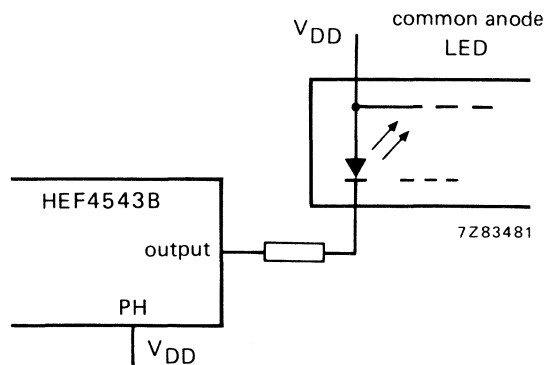 common anode
LED
VDD
HEF4543B
output
7Z83481
PH
VDD